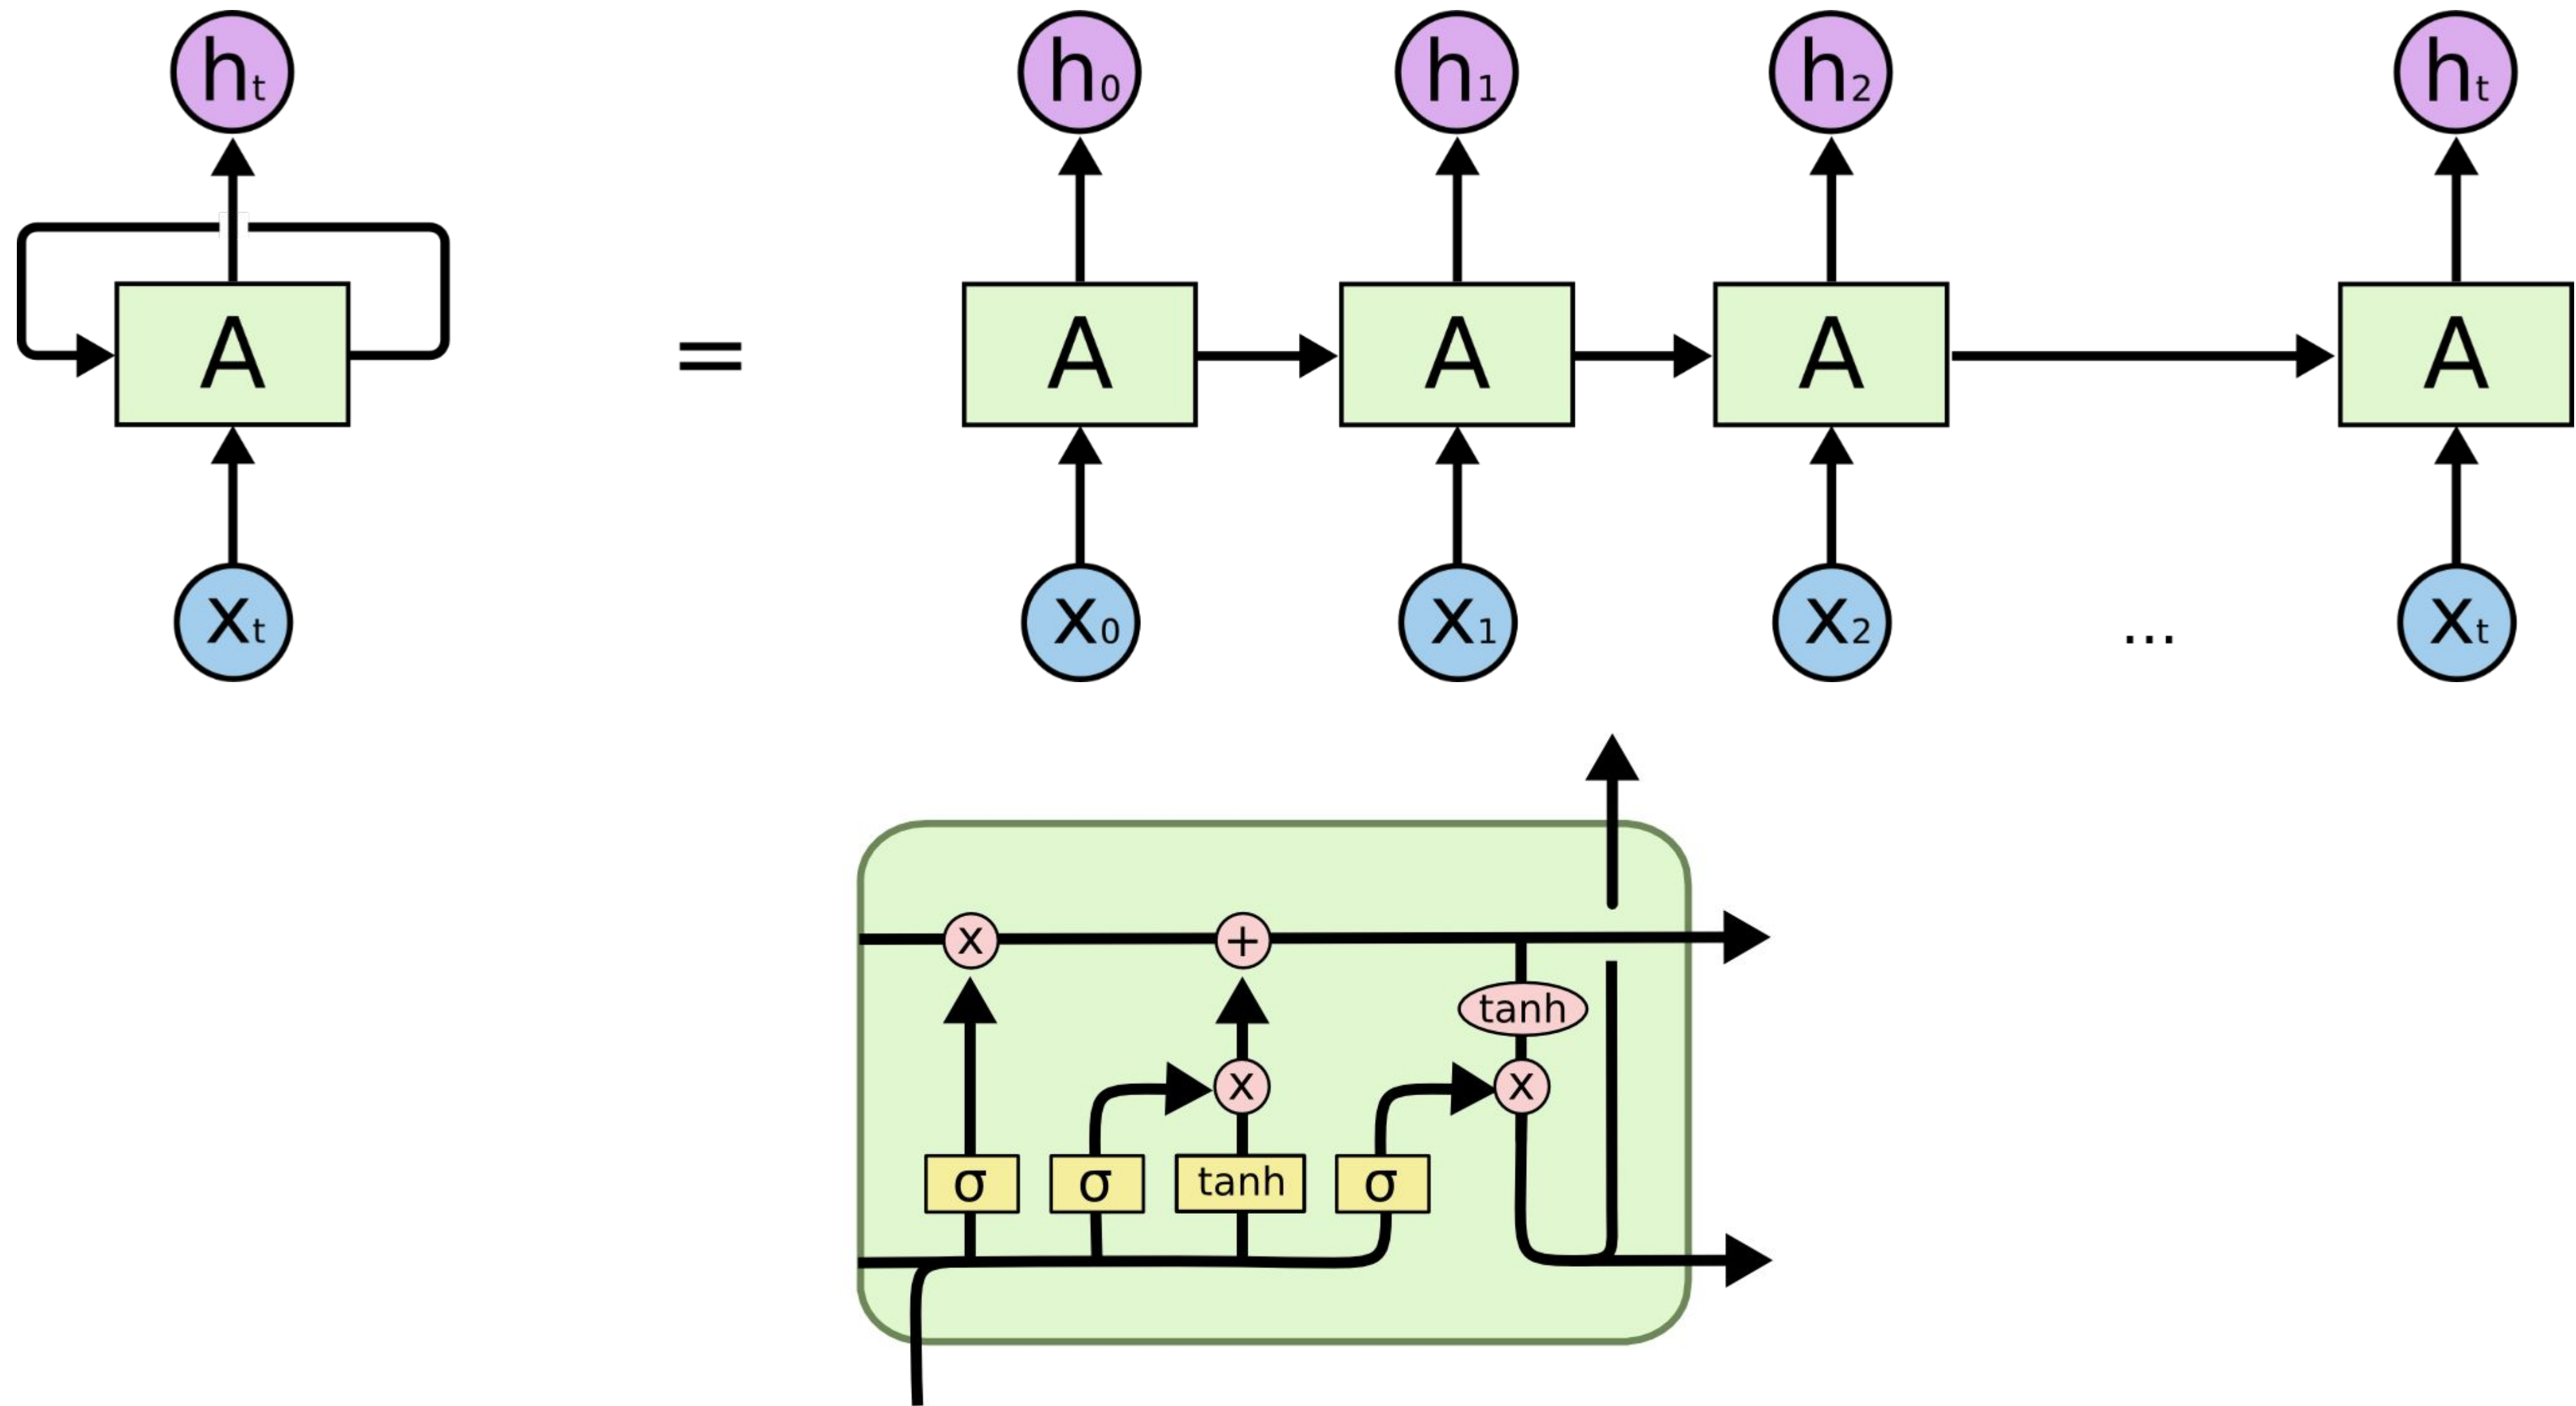 ht h0 h1 h2 ht
A = A A A A
xt x0 x1 x2 ... xt
x +
tanh
x x
σ σ tanh σ